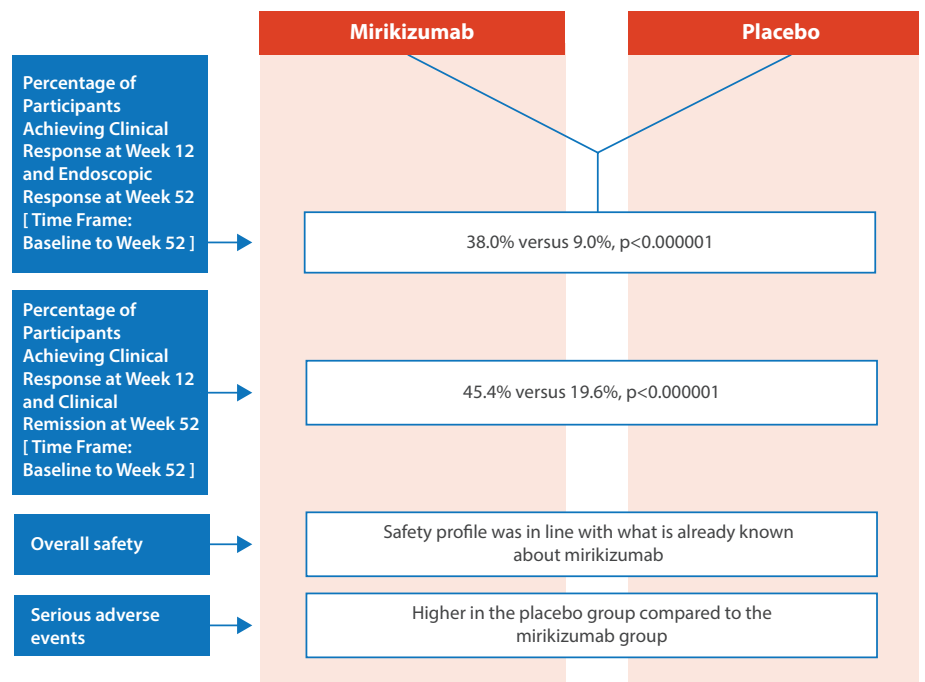 Mirikizumab
Placebo
Percentage of
Participants
Achieving Clinical
Response at Week 12
and Endoscopic
Response at Week 52
[ Time Frame:
Baseline to Week 52 ]
38.0% versus 9.0%, p<0.000001
Percentage of
Participants
Achieving Clinical
Response at Week 12
and Clinical
Remission at Week 52
[ Time Frame:
Baseline to Week 52 ]
45.4% versus 19.6%, p<0.000001
Overall safety
Safety profile was in line with what is already known
about mirikizumab
Serious adverse
events
Higher in the placebo group compared to the
mirikizumab group